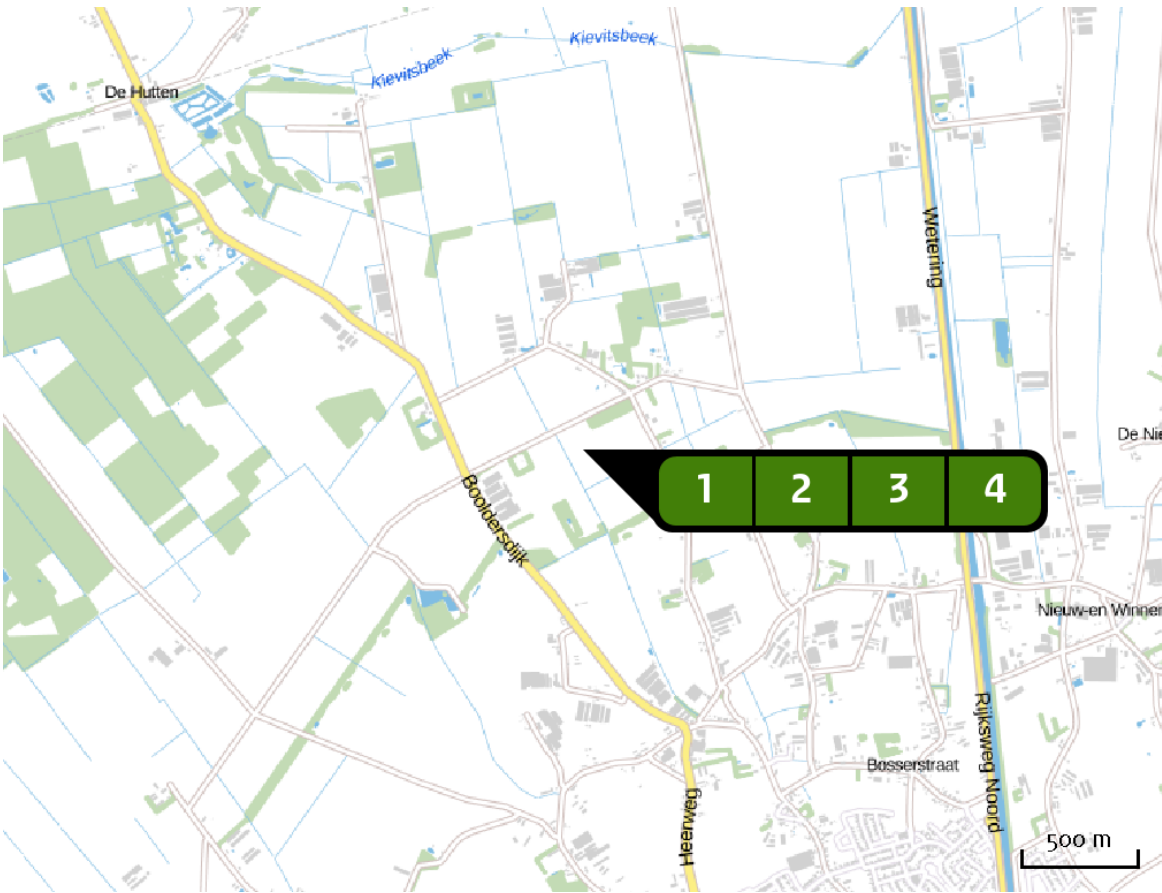 Kievitsbeek
Kievitsbeek
De Hutten
Wetering
De Nie
1 2 3 4
Booldersdijk
Nieuw-en Winner
Rijksweg Noord
Bosserstraat
Heerweg
500 m